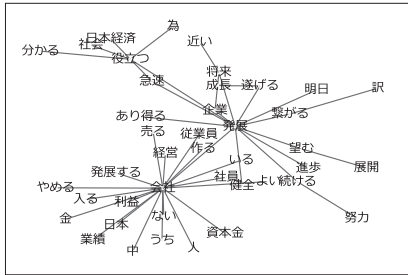 為
日本経済
社会
近い
分かる
役立つ
急速
将来
成長
遂げる
明日
訳
企業
繋がる
あり得る
発展
売る
従業員
作る
望む
経営
いる
進歩
展開
発展する
社員
健全
よい
続ける
やめる
会社
入る
利益
金
ない
日本
努力
業績
うち
資本金
中
人